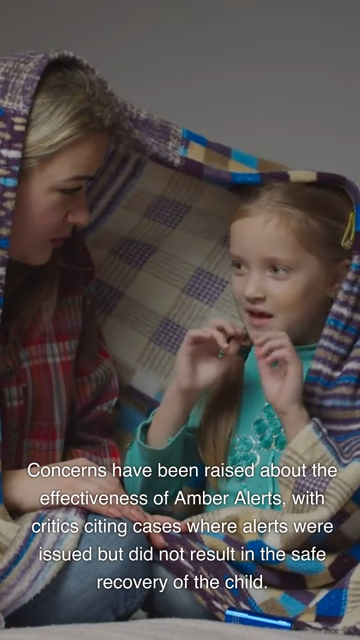 Concerns have been raised about the
effectiveness of Amber Alerts, with
critics citing cases where alerts were
issued but did not result in the safe
recovery of the child.